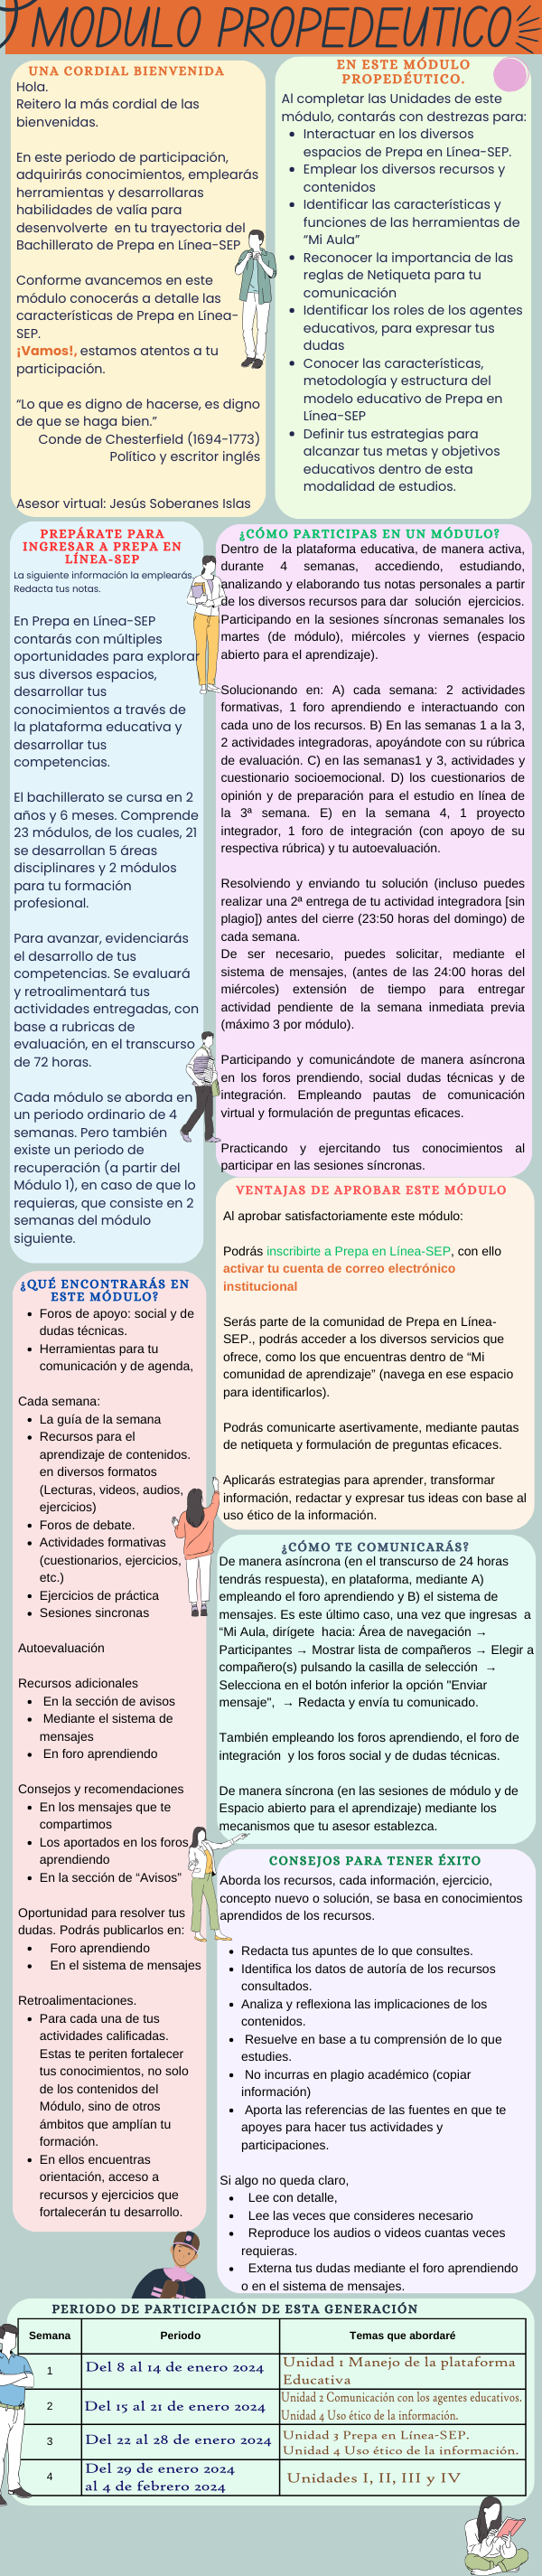 MODULO PROPEDEUTICO
UNA CORDIAL BIENVENIDA
Hola.
Reitero la más cordial de las
bienvenidas.
En este periodo de participación,
adquirirás conocimientos, emplearás
herramientas y desarrollaras
habilidades de valía para
desenvolverte en tu trayectoria del
Bachillerato de Prepa en Línea-SEP
Conforme avancemos en este
módulo conocerás a detalle las
características de Prepa en Línea-
SEP.
¡Vamos!, estamos atentos a tu
participación.
“Lo que es digno de hacerse, es digno
de que se haga bien.”
Conde de Chesterfield (1694-1773)
Político y escritor inglés
Asesor virtual: Jesús Soberanes Islas
EN ESTE MÓDULO
PROPEDÉUTICO.
Al completar las Unidades de este
módulo, contarás con destrezas para:
• Interactuar en los diversos
espacios de Prepa en Línea-SEP.
• Emplear los diversos recursos y
contenidos
• Identificar las características y
funciones de las herramientas de
“Mi Aula”
• Reconocer la importancia de las
reglas de Netiqueta para tu
comunicación
• Identificar los roles de los agentes
educativos, para expresar tus
dudas
• Conocer las características,
metodología y estructura del
modelo educativo de Prepa en
Línea-SEP
• Definir tus estrategias para
alcanzar tus metas y objetivos
educativos dentro de esta
modalidad de estudios.
PREPÁRATE PARA
INGRESAR A PREPA EN
LÍNEA-SEP
La siguiente información la emplearás.
Redacta tus notas.
En Prepa en Línea-SEP
contarás con múltiples
oportunidades para explorar
sus diversos espacios,
desarrollar tus
conocimientos a través de
la plataforma educativa y
desarrollar tus
competencias.
El bachillerato se cursa en 2
años y 6 meses. Comprende
23 módulos, de los cuales, 21
se desarrollan 5 áreas
disciplinares y 2 módulos
para tu formación
profesional.
Para avanzar, evidenciarás
el desarrollo de tus
competencias. Se evaluará
y retroalimentará tus
actividades entregadas, con
base a rubricas de
evaluación, en el transcurso
de 72 horas.
Cada módulo se aborda en
un periodo ordinario de 4
semanas. Pero también
existe un periodo de
recuperación (a partir del
Módulo 1), en caso de que lo
requieras, que consiste en 2
semanas del módulo
siguiente.
¿CÓMO PARTICIPAS EN UN MÓDULO?
Dentro de la plataforma educativa, de manera activa,
durante 4 semanas, accediendo, estudiando,
analizando y elaborando tus notas personales a partir
de los diversos recursos para dar solución ejercicios.
Participando en la sesiones síncronas semanales los
martes (de módulo), miércoles y viernes (espacio
abierto para el aprendizaje).
Solucionando en: A) cada semana: 2 actividades
formativas, 1 foro aprendiendo e interactuando con
cada uno de los recursos. B) En las semanas 1 a la 3,
2 actividades integradoras, apoyándote con su rúbrica
de evaluación. C) en las semanas1 y 3, actividades y
cuestionario socioemocional. D) los cuestionarios de
opinión y de preparación para el estudio en línea de
la 3ª semana. E) en la semana 4, 1 proyecto
integrador, 1 foro de integración (con apoyo de su
respectiva rúbrica) y tu autoevaluación.
Resolviendo y enviando tu solución (incluso puedes
realizar una 2ª entrega de tu actividad integradora [sin
plagio]) antes del cierre (23:50 horas del domingo) de
cada semana.
De ser necesario, puedes solicitar, mediante el
sistema de mensajes, (antes de las 24:00 horas del
miércoles) extensión de tiempo para entregar
actividad pendiente de la semana inmediata previa
(máximo 3 por módulo).
Participando y comunicándote de manera asíncrona
en los foros prendiendo, social dudas técnicas y de
integración. Empleando pautas de comunicación
virtual y formulación de preguntas eficaces.
Practicando y ejercitando tus conocimientos al
participar en las sesiones síncronas.
VENTAJAS DE APROBAR ESTE MÓDULO
Al aprobar satisfactoriamente este módulo:
Podrás inscribirte a Prepa en Línea-SEP, con ello
activar tu cuenta de correo electrónico
institucional
Serás parte de la comunidad de Prepa en Línea-
SEP., podrás acceder a los diversos servicios que
ofrece, como los que encuentras dentro de “Mi
comunidad de aprendizaje” (navega en ese espacio
para identificarlos).
Podrás comunicarte asertivamente, mediante pautas
de netiqueta y formulación de preguntas eficaces.
Aplicarás estrategias para aprender, transformar
información, redactar y expresar tus ideas con base al
uso ético de la información.
¿QUÉ ENCONTRARÁS EN
ESTE MÓDULO?
• Foros de apoyo: social y de
dudas técnicas.
• Herramientas para tu
comunicación y de agenda,
Cada semana:
• La guía de la semana
• Recursos para el
aprendizaje de contenidos.
en diversos formatos
(Lecturas, videos, audios,
ejercicios)
• Foros de debate.
• Actividades formativas
(cuestionarios, ejercicios,
etc.)
• Ejercicios de práctica
• Sesiones sincronas
Autoevaluación
Recursos adicionales
• En la sección de avisos
• Mediante el sistema de
mensajes
• En foro aprendiendo
Consejos y recomendaciones
• En los mensajes que te
compartimos
• Los aportados en los foros
aprendiendo
• En la sección de “Avisos”
Oportunidad para resolver tus
dudas. Podrás publicarlos en:
• Foro aprendiendo
• En el sistema de mensajes
Retroalimentaciones.
• Para cada una de tus
actividades calificadas.
Estas te periten fortalecer
tus conocimientos, no solo
de los contenidos del
Módulo, sino de otros
ámbitos que amplían tu
formación.
• En ellos encuentras
orientación, acceso a
recursos y ejercicios que
fortalecerán tu desarrollo.
¿CÓMO TE COMUNICARÁS?
De manera asíncrona (en el transcurso de 24 horas
tendrás respuesta), en plataforma, mediante A)
empleando el foro aprendiendo y B) el sistema de
mensajes. Es este último caso, una vez que ingresas a
“Mi Aula, dirígete hacia: Área de navegación →
Participantes → Mostrar lista de compañeros → Elegir a
compañero(s) pulsando la casilla de selección →
Selecciona en el botón inferior la opción "Enviar
mensaje", → Redacta y envía tu comunicado.
También empleando los foros aprendiendo, el foro de
integración y los foros social y de dudas técnicas.
De manera síncrona (en las sesiones de módulo y de
Espacio abierto para el aprendizaje) mediante los
mecanismos que tu asesor establezca.
CONSEJOS PARA TENER ÉXITO
Aborda los recursos, cada información, ejercicio,
concepto nuevo o solución, se basa en conocimientos
aprendidos de los recursos.
• Redacta tus apuntes de lo que consultes.
• Identifica los datos de autoría de los recursos
consultados.
• Analiza y reflexiona las implicaciones de los
contenidos.
• Resuelve en base a tu comprensión de lo que
estudies.
• No incurras en plagio académico (copiar
información)
• Aporta las referencias de las fuentes en que te
apoyes para hacer tus actividades y
participaciones.
Si algo no queda claro,
• Lee con detalle,
• Lee las veces que consideres necesario
• Reproduce los audios o videos cuantas veces
requieras.
• Externa tus dudas mediante el foro aprendiendo
o en el sistema de mensajes.
PERIODO DE PARTICIPACIÓN DE ESTA GENERACIÓN
Semana Periodo Temas que abordaré
1 Del 8 al 14 de enero 2024 Unidad 1 Manejo de la plataforma
Educativa
2 Del 15 al 21 de enero 2024 Unidad 2 Comunicación con los agentes educativos.
Unidad 4 Uso ético de la información.
3 Del 22 al 28 de enero 2024 Unidad 3 Prepa en Línea-SEP.
Unidad 4 Uso ético de la información.
4 Del 29 de enero 2024
al 4 de febrero 2024 Unidades I, II, III y IV